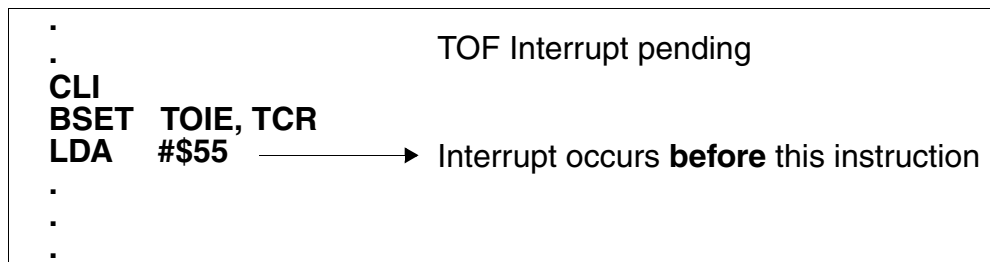 .
. TOF Interrupt pending
CLI
BSET TOIE, TCR
LDA #$55 Interrupt occurs before this instruction
.
.
.